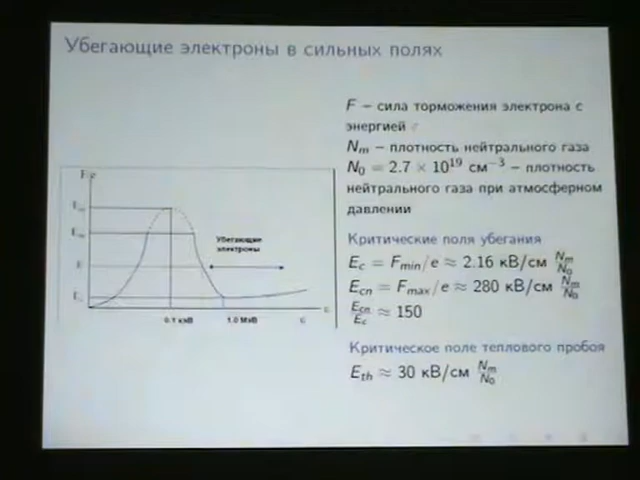 Убегающие электроны в сильных полях
F – сила торможения электрона с
энергией ε
N_m – плотность нейтрального газа
N_0 = 2.7 × 10^19 см^−3 – плотность
нейтрального газа при атмосферном
давлении
Критические поля убегания
E_c = F_min/e ≈ 2.16 кВ/см N_m/N_0
E_cn = F_max/e ≈ 280 кВ/см N_m/N_0
E_cn/E_c ≈ 150
Критическое поле теплового пробоя
E_th ≈ 30 кВ/см N_m/N_0
Убегающие
электроны
0.1 кэВ
1.0 МэВ